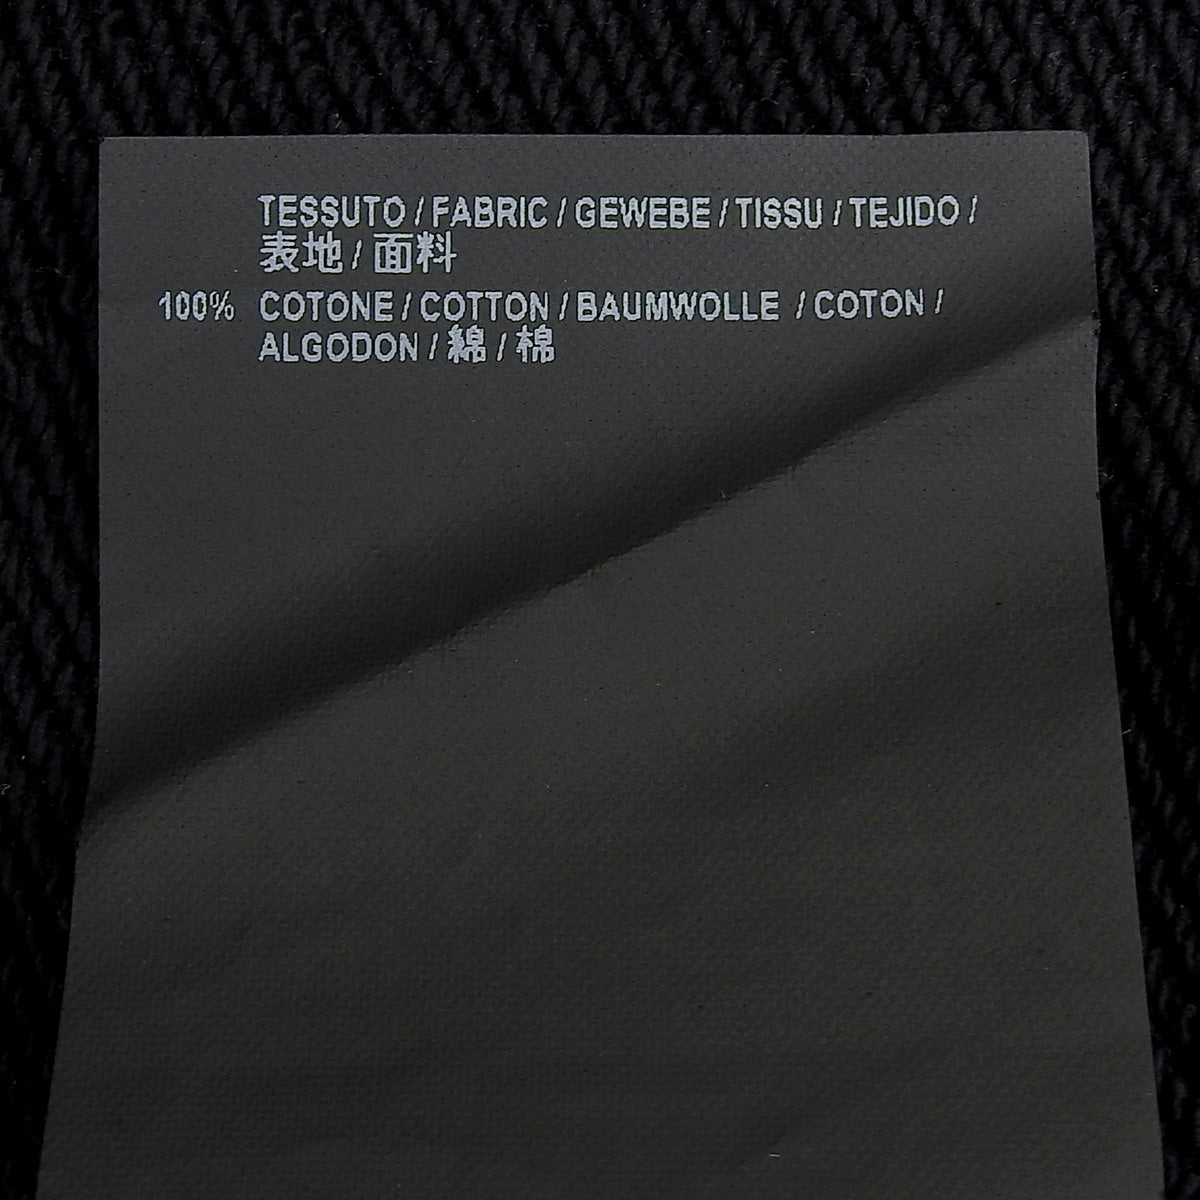 TESSUTO / FABRIC / GEWEBE / TISSU / TEJIDO /
表地 / 面料
100% COTONE / COTTON / BAUMWOLLE / COTON /
ALGODON / 綿 / 棉